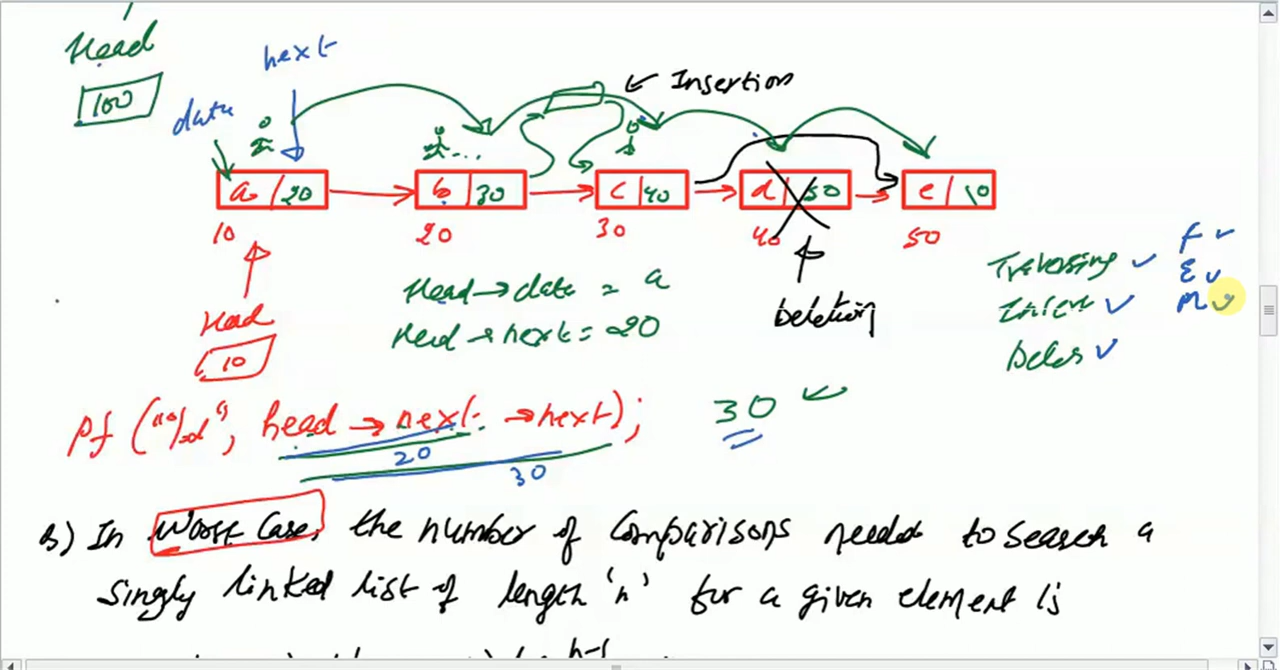 Head
100
next
data
← Insertion
a | 20
b | 30
c | 40
d | 50
e | 10
10
20
30
40
50
Head
10
Head→data = a
Head→next = 20
Deletion
Traversing ✓
Insert ✓
✓
F ✓
E ✓
M ✓
pf ("%d", head →next →next);
20
30
30
3) In Worst Case, the number of comparisons needed to search a
singly linked list of length 'n' for a given element is